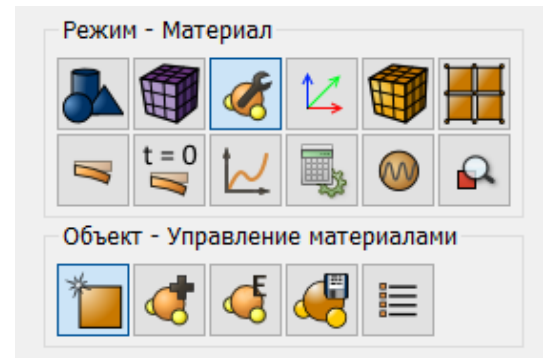 Режим - Материал
t = 0
Объект - Управление материалами
E